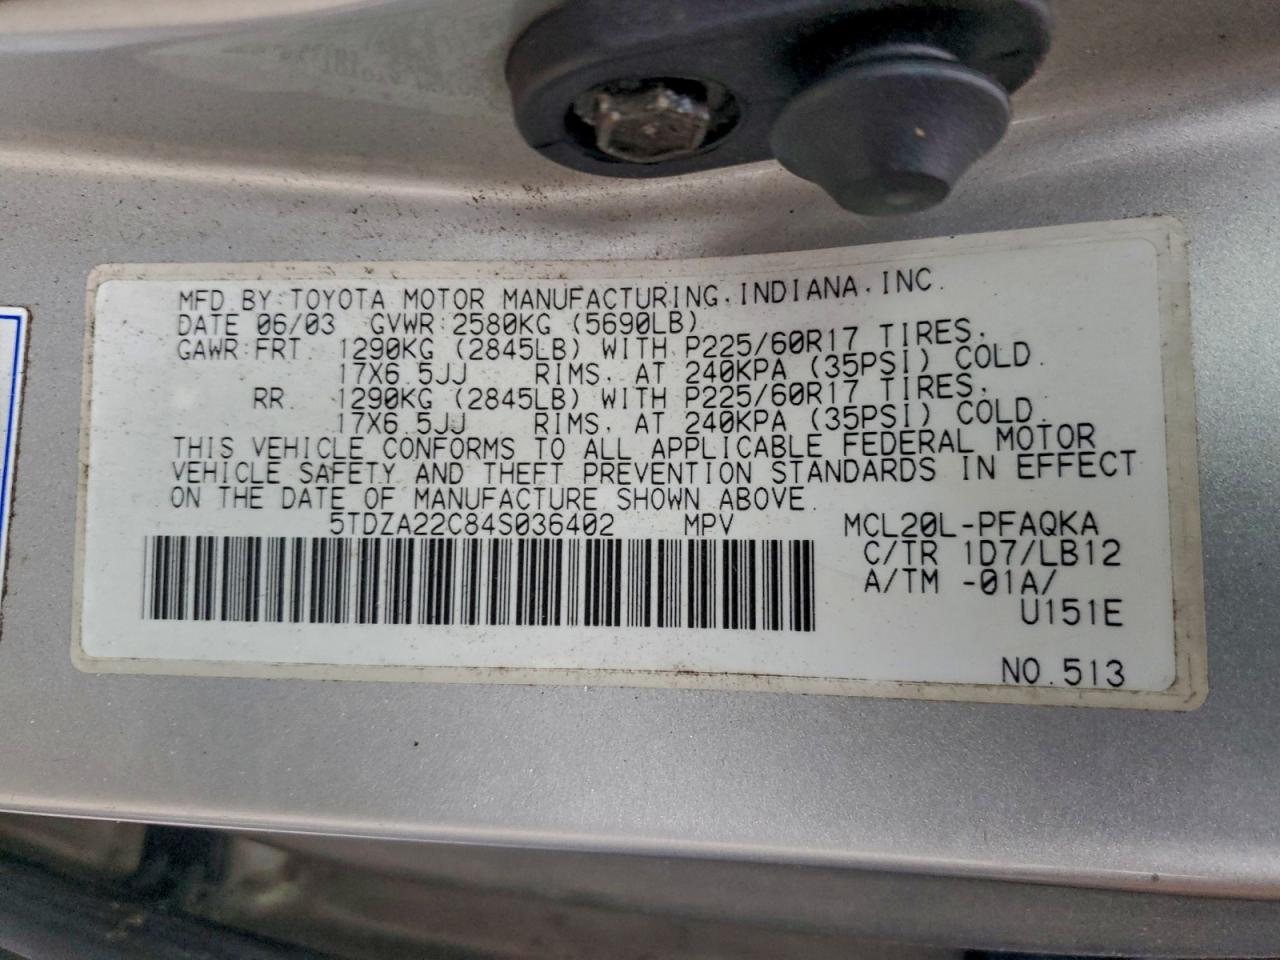 MFD.BY:TOYOTA MOTOR MANUFACTURING,INDIANA,INC.
DATE 06/03 GVWR:2580KG (5690LB)
GAWR:FRT. 1290KG (2845LB) WITH P225/60R17 TIRES,
17X6.5JJ RIMS, AT 240KPA (35PSI) COLD.
RR. 1290KG (2845LB) WITH P225/60R17 TIRES,
17X6.5JJ RIMS, AT 240KPA (35PSI) COLD.
THIS VEHICLE CONFORMS TO ALL APPLICABLE FEDERAL MOTOR
VEHICLE SAFETY AND THEFT PREVENTION STANDARDS IN EFFECT
ON THE DATE OF MANUFACTURE SHOWN ABOVE.
5TDZA22C84S036402 MPV MCL20L-PFAQKA
C/TR 1D7/LB12
A/TM -01A/
U151E
NO.513